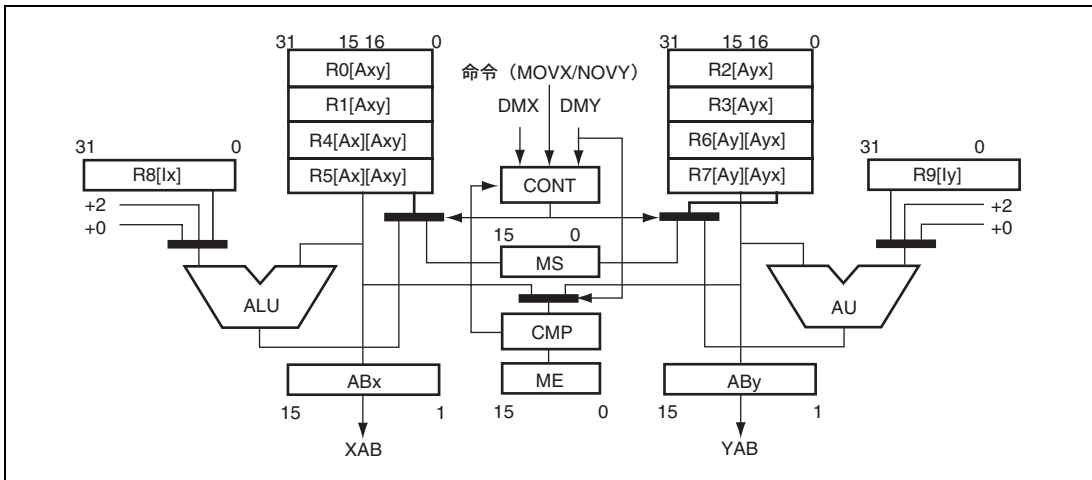 31 15 16 0
31 15 16 0
R0[Axy]
命令（MOVX/NOVY）
R2[Ayx]
R1[Axy]
DMX DMY
R3[Ayx]
R4[Ax][Axy]
R6[Ay][Ayx]
31 0
31 0
R8[Ix]
R5[Ax][Axy]
CONT
R7[Ay][Ayx]
R9[Iy]
+2
+2
+0
+0
15 0
MS
ALU
AU
CMP
ABx
ME
ABy
15 1
15 0
15 1
XAB
YAB